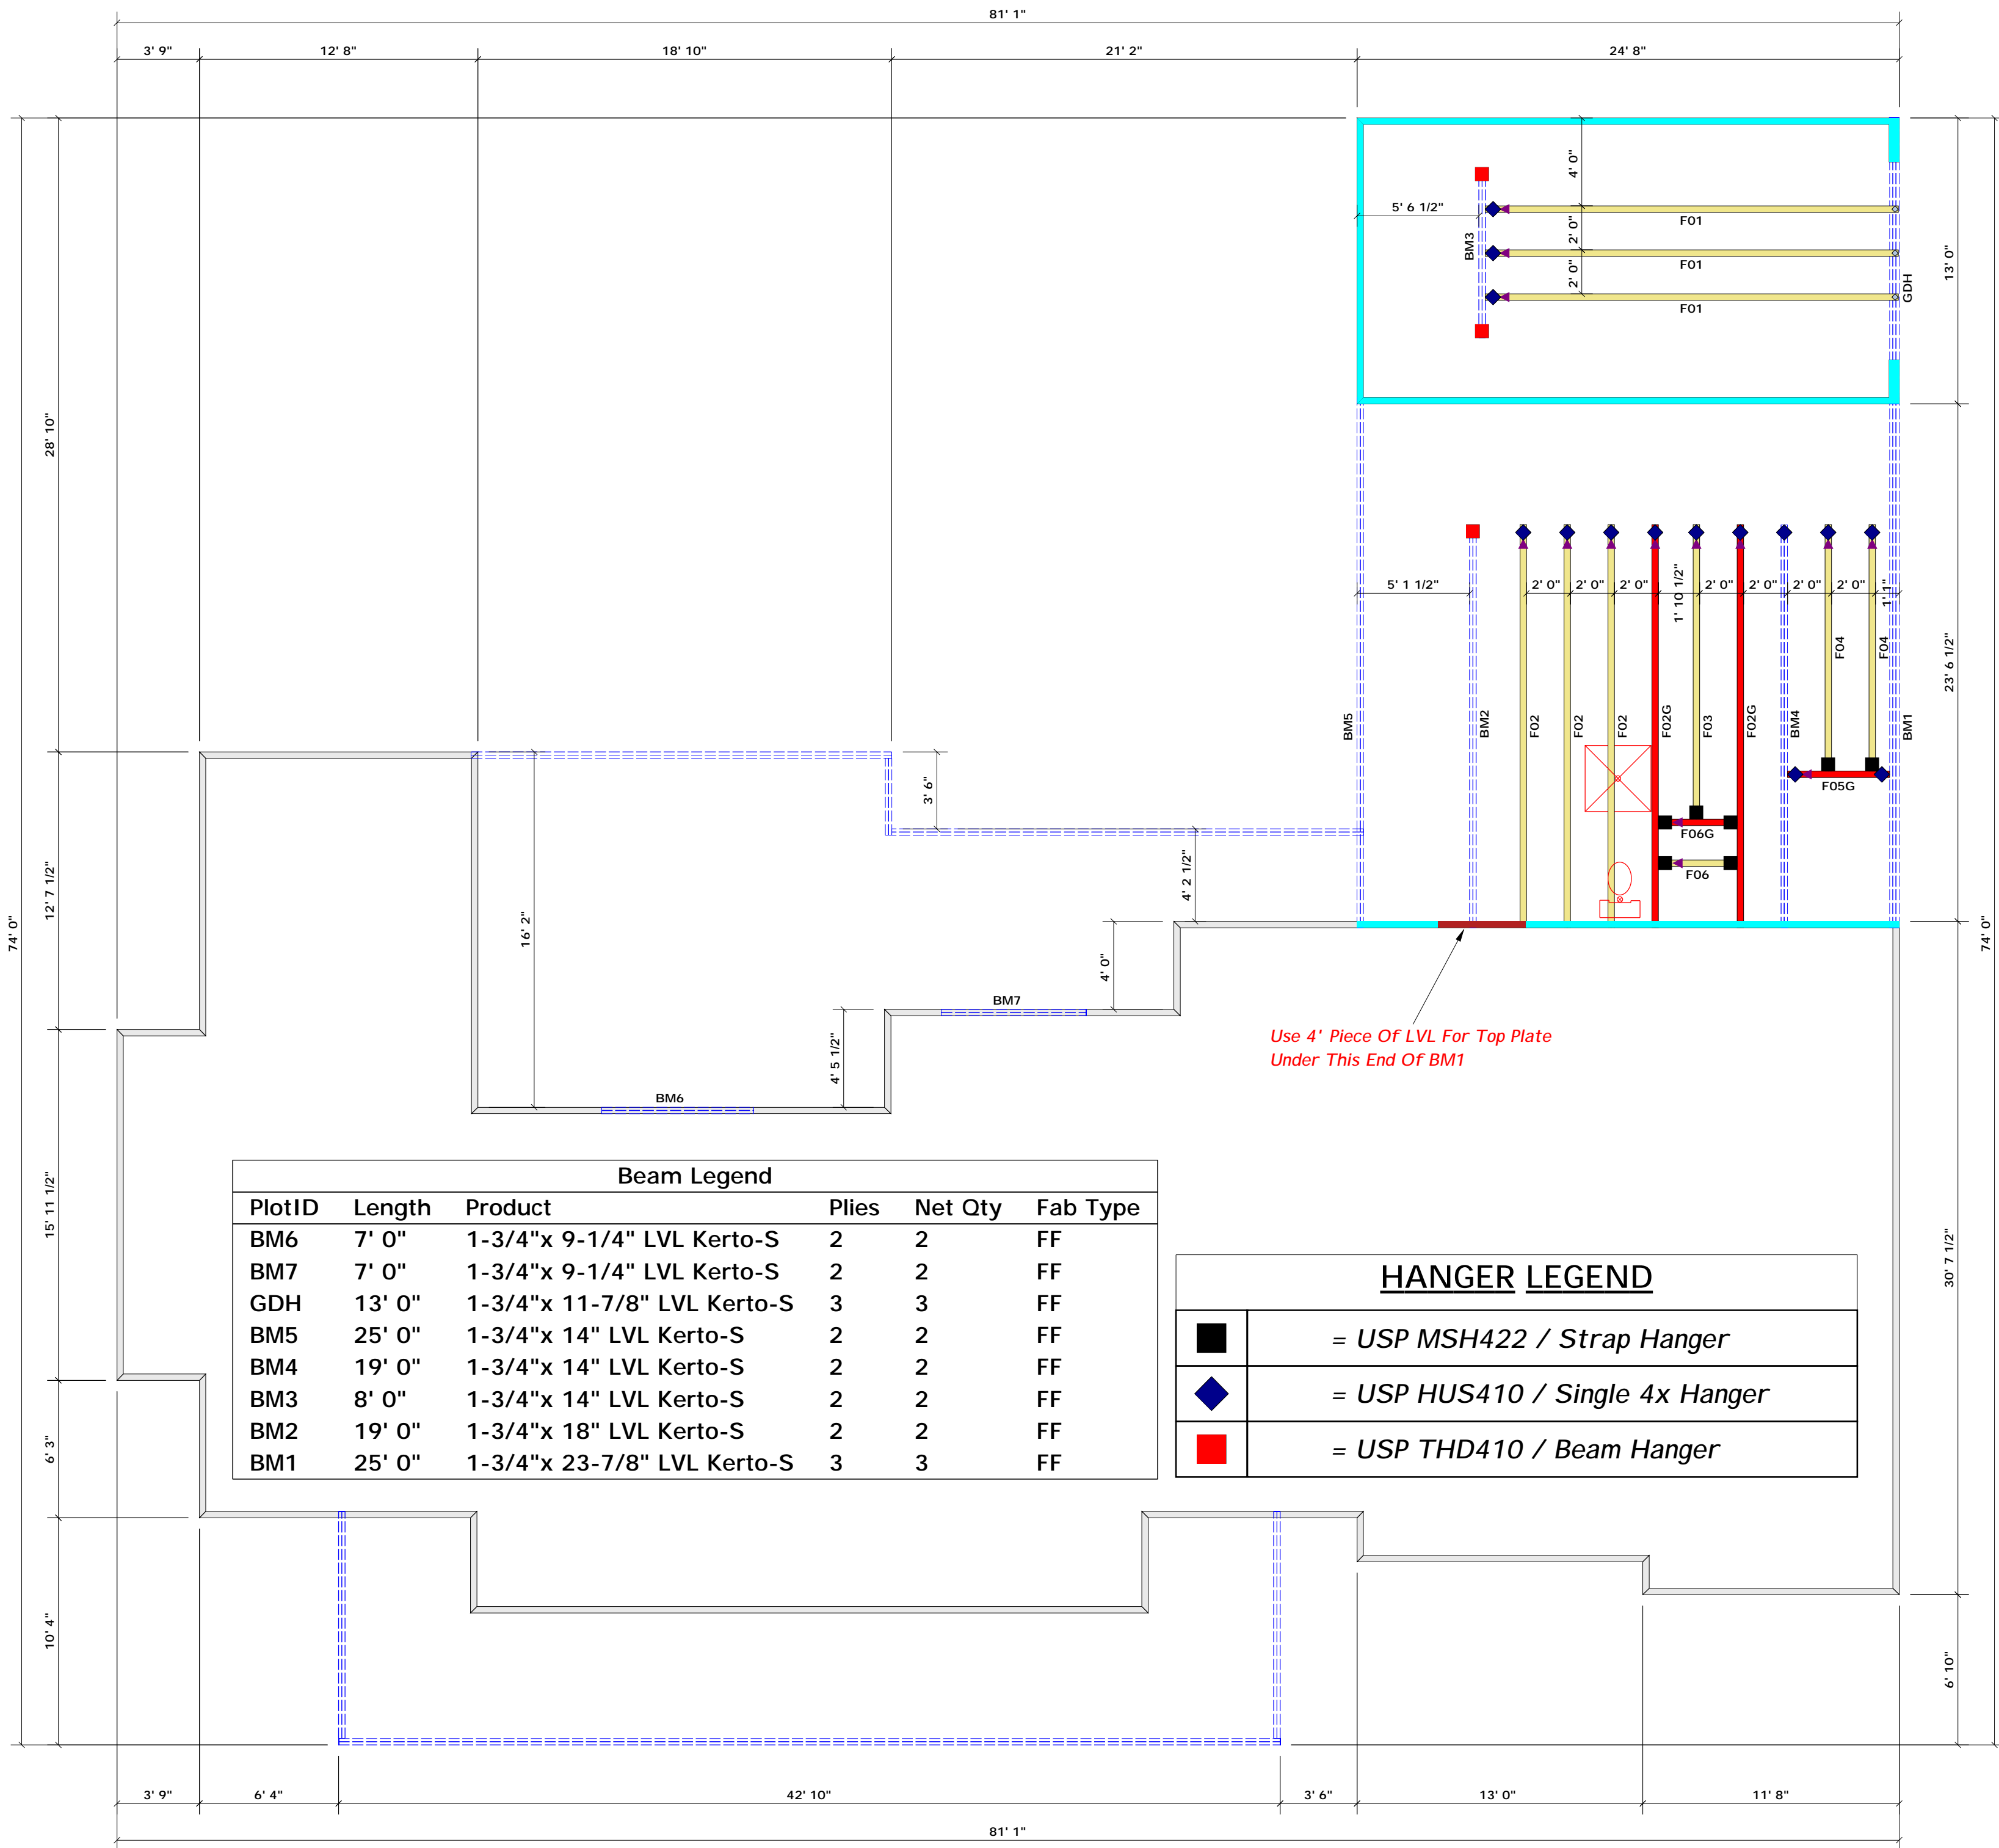 81' 1"
3' 9"
12' 8"
18' 10"
21' 2"
24' 8"
4' 0"
5' 6 1/2"
F01
2' 0"
BM3
F01
2' 0"
F01
GDH
13' 0"
28' 10"
5' 1 1/2"
2' 0"
2' 0"
2' 0"
1' 10 1/2"
2' 0"
2' 0"
2' 0"
2' 0"
1' 1"
F04
F04
23' 6 1/2"
BM5
BM2
F02
F02
F02
F02G
F03
F02G
BM4
BM1
3' 6"
F05G
F06G
F06
4' 2 1/2"
12' 7 1/2"
74' 0"
16' 2"
4' 0"
74' 0"
BM7
Use 4' Piece Of LVL For Top Plate
Under This End Of BM1
4' 5 1/2"
BM6
15' 11 1/2"
30' 7 1/2"
Beam Legend
PlotID Length Product Plies Net Qty Fab Type
BM6 7' 0" 1-3/4"x 9-1/4" LVL Kerto-S 2 2 FF
BM7 7' 0" 1-3/4"x 9-1/4" LVL Kerto-S 2 2 FF
GDH 13' 0" 1-3/4"x 11-7/8" LVL Kerto-S 3 3 FF
BM5 25' 0" 1-3/4"x 14" LVL Kerto-S 2 2 FF
BM4 19' 0" 1-3/4"x 14" LVL Kerto-S 2 2 FF
BM3 8' 0" 1-3/4"x 14" LVL Kerto-S 2 2 FF
BM2 19' 0" 1-3/4"x 18" LVL Kerto-S 2 2 FF
BM1 25' 0" 1-3/4"x 23-7/8" LVL Kerto-S 3 3 FF
HANGER LEGEND
= USP MSH422 / Strap Hanger
= USP HUS410 / Single 4x Hanger
= USP THD410 / Beam Hanger
6' 3"
10' 4"
6' 10"
3' 9"
6' 4"
42' 10"
3' 6"
13' 0"
11' 8"
81' 1"